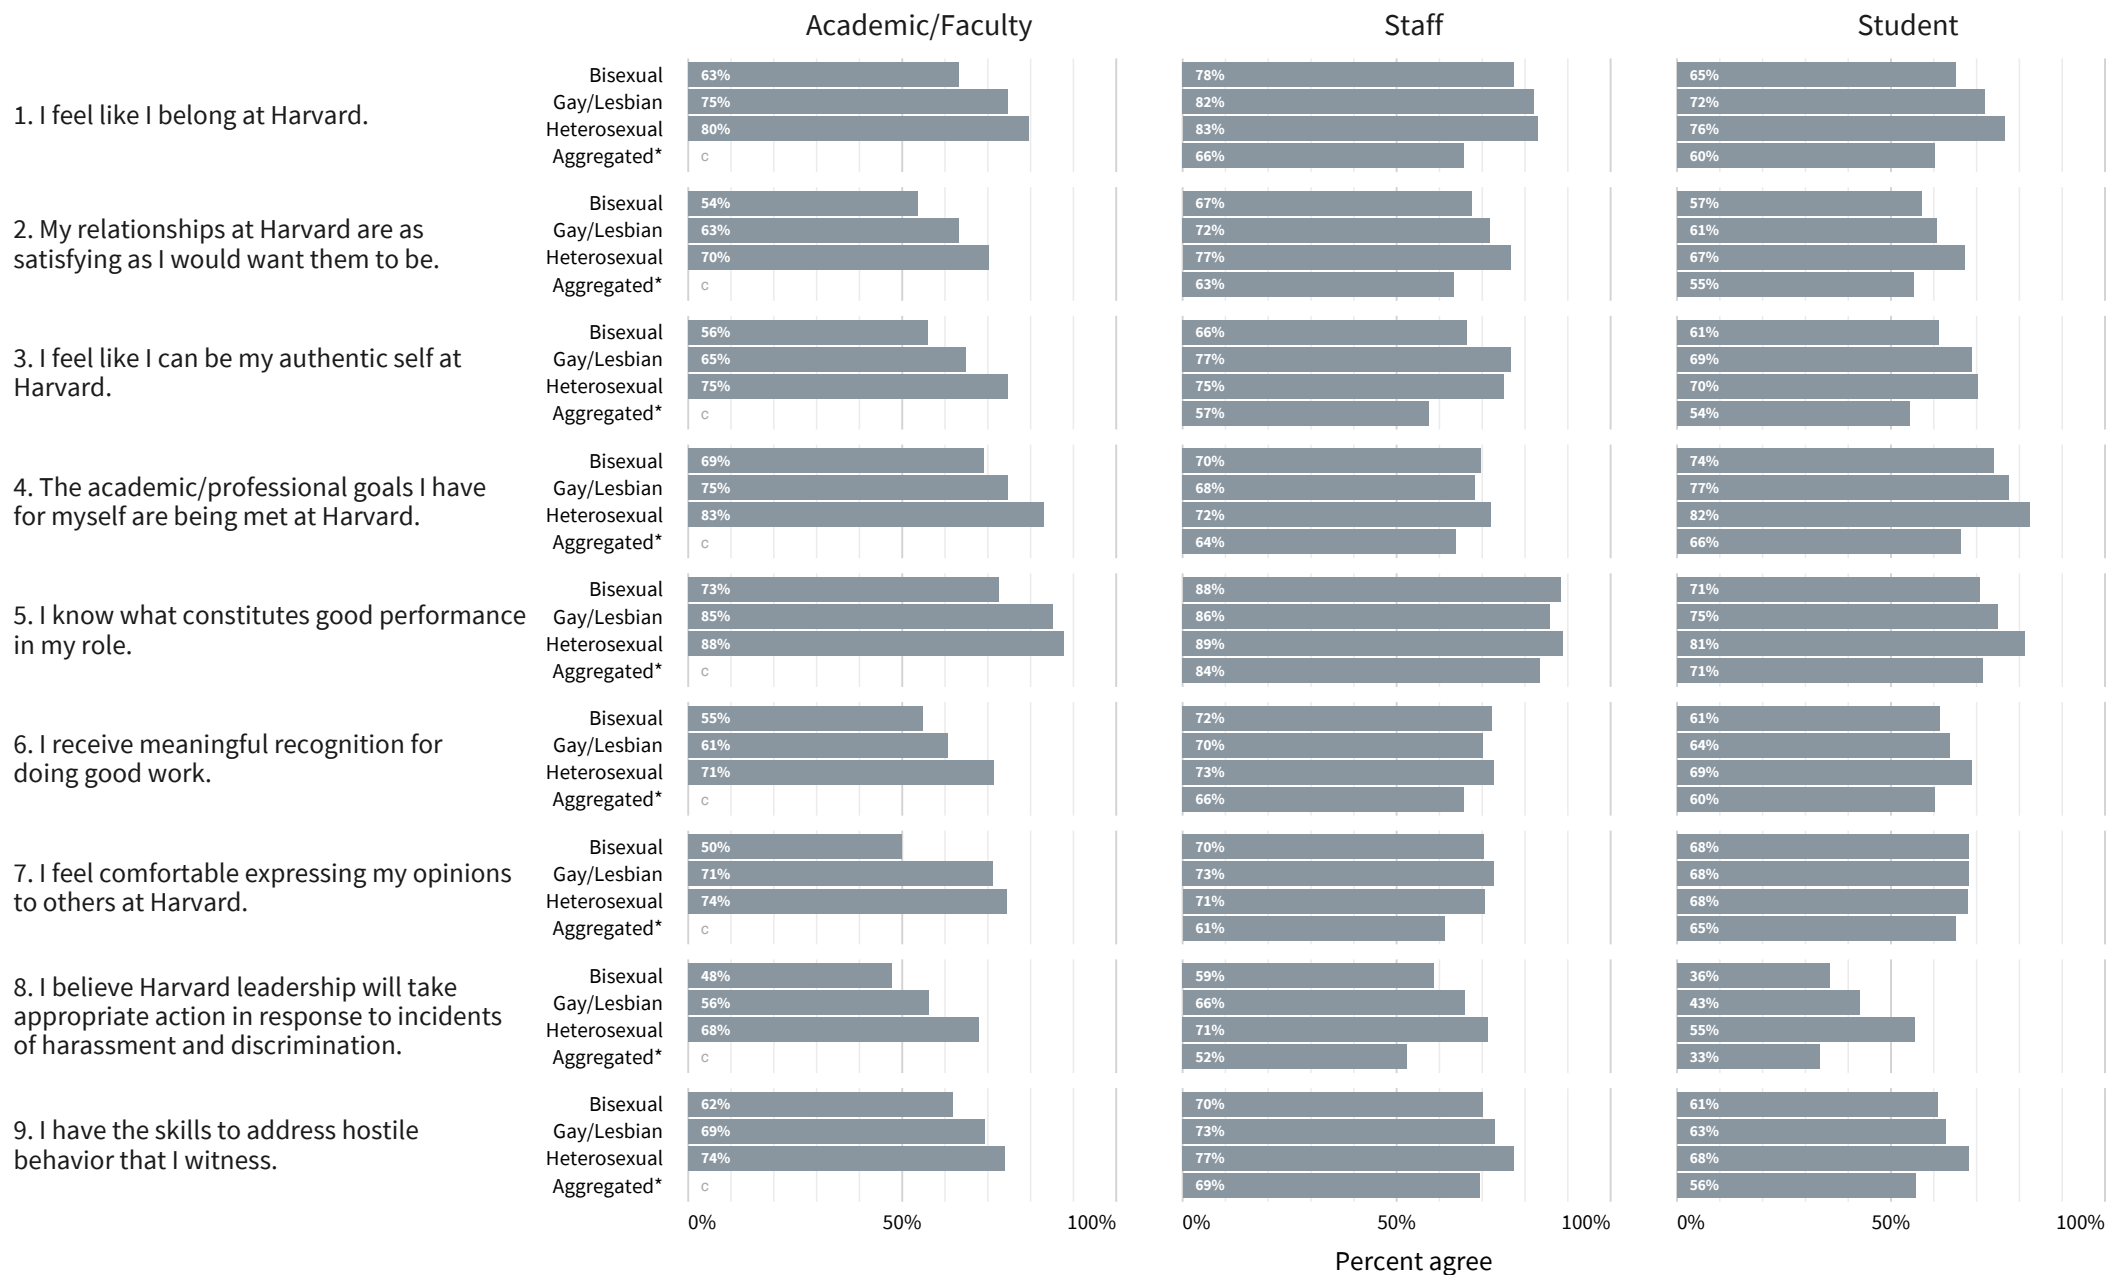 Academic/Faculty Staff Student
1. I feel like I belong at Harvard.
Bisexual 63% 78% 65%
Gay/Lesbian 75% 82% 72%
Heterosexual 80% 83% 76%
Aggregated* c 66% 60%
2. My relationships at Harvard are as
satisfying as I would want them to be.
Bisexual 54% 67% 57%
Gay/Lesbian 63% 72% 61%
Heterosexual 70% 77% 67%
Aggregated* c 63% 55%
3. I feel like I can be my authentic self at
Harvard.
Bisexual 56% 66% 61%
Gay/Lesbian 65% 77% 69%
Heterosexual 75% 75% 70%
Aggregated* c 57% 54%
4. The academic/professional goals I have
for myself are being met at Harvard.
Bisexual 69% 70% 74%
Gay/Lesbian 75% 68% 77%
Heterosexual 83% 72% 82%
Aggregated* c 64% 66%
5. I know what constitutes good performance
in my role.
Bisexual 73% 88% 71%
Gay/Lesbian 85% 86% 75%
Heterosexual 88% 89% 81%
Aggregated* c 84% 71%
6. I receive meaningful recognition for
doing good work.
Bisexual 55% 72% 61%
Gay/Lesbian 61% 70% 64%
Heterosexual 71% 73% 69%
Aggregated* c 66% 60%
7. I feel comfortable expressing my opinions
to others at Harvard.
Bisexual 50% 70% 68%
Gay/Lesbian 71% 73% 68%
Heterosexual 74% 71% 68%
Aggregated* c 61% 65%
8. I believe Harvard leadership will take
appropriate action in response to incidents
of harassment and discrimination.
Bisexual 48% 59% 36%
Gay/Lesbian 56% 66% 43%
Heterosexual 68% 71% 55%
Aggregated* c 52% 33%
9. I have the skills to address hostile
behavior that I witness.
Bisexual 62% 70% 61%
Gay/Lesbian 69% 73% 63%
Heterosexual 74% 77% 68%
Aggregated* c 69% 56%
0% 50% 100% 0% 50% 100% 0% 50% 100%
Percent agree